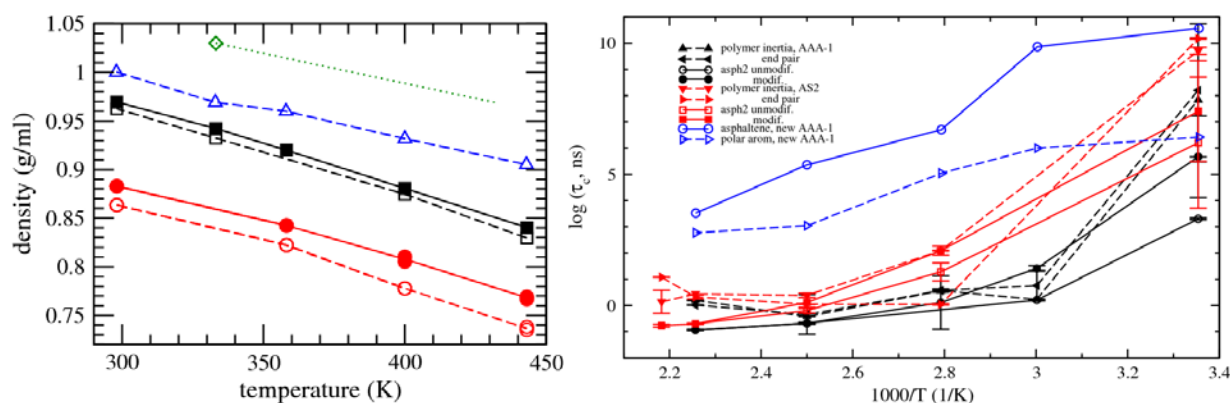 1.05
1
0.95
0.9
0.85
0.8
0.75
density (g/ml)
300
350
400
450
temperature (K)
10
5
0
log (τc, ns)
polymer inertia, AAA-1
end pair
asph2 unmodif.
modif.
polymer inertia, AS2
end pair
asph2 unmodif.
modif.
asphaltene, new AAA-1
polar arom, new AAA-1
2.2
2.4
2.6
2.8
3
3.2
3.4
1000/T (1/K)